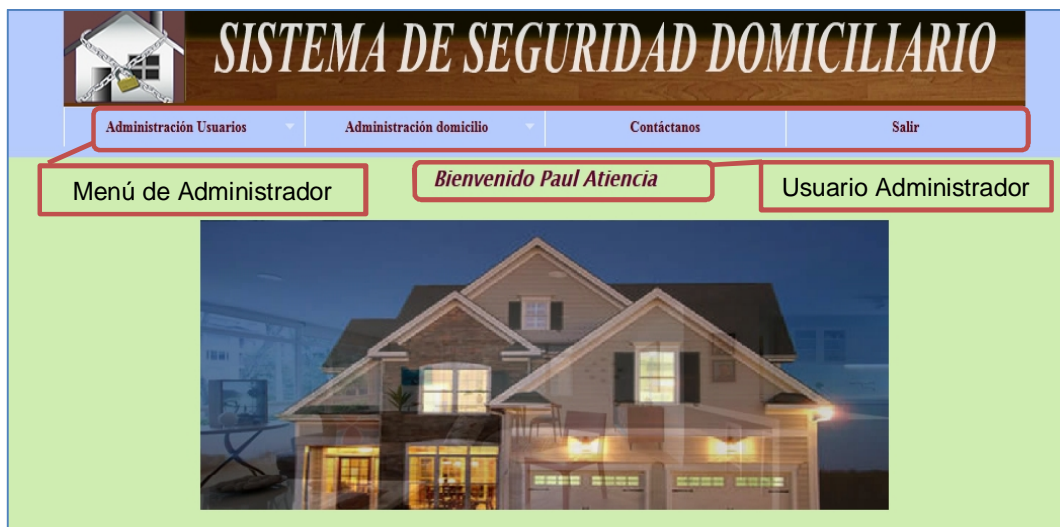 SISTEMA DE SEGURIDAD DOMICILIARIO
Administración Usuarios Administración domicilio Contáctanos Salir
Menú de Administrador
Bienvenido Paul Atiencia
Usuario Administrador